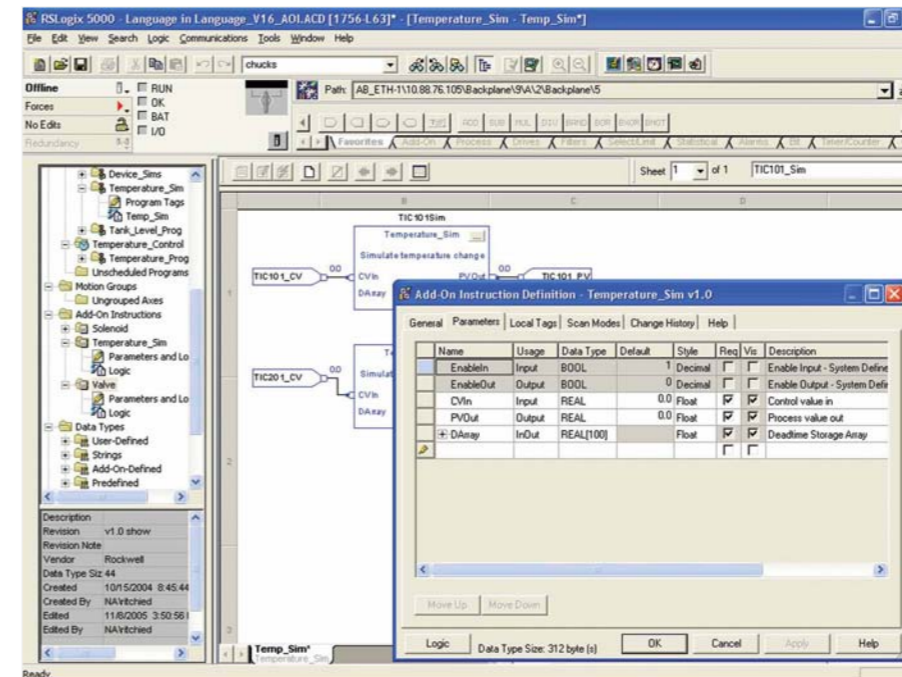 RSLogix 5000 - Language in Language_V16_AOI.ACD [1756-L63]* - [Temperature_Sim - Temp_Sim*]
File Edit View Search Logic Communications Tools Window Help
chucks
Offline RUN
Path: AB_ETH-1\10.88.76.105\Backplane\9\A\2\Backplane\5
Forces OK
No Edits BAT
Redundancy I/O
Favorites Add-On Process Drives Filters Select/Limit Statistical Alarms Bit Timer/Counter
Sheet 1 of 1 TIC101_Sim
Device_Sims
Temperature_Sim
Program Tags
Temp_Sim
Tank_Level_Prog
Temperature_Control
Temperature_Prog
Unscheduled Programs
Motion Groups
Ungrouped Axes
Add-On Instructions
Solenoid
Temperature_Sim
Parameters and Lo
Logic
Valve
Parameters and Lo
Logic
Data Types
User-Defined
Strings
Add-On-Defined
Predefined
Description
Revision v1.0 show
Revision Note
Vendor Rockwell
Data Type Siz 44
Created 10/15/2004 8:45:44
Created By NA\ritchied
Edited 11/8/2005 3:50:56
Edited By NA\ritchied
B C D
TIC101Sim
Temperature_Sim
Simulate temperature change
TIC101_CV 0.0 CVIn PVOut 0.0 TIC101_PV
DArray
1
TIC201_CV 0.0 Simulat
CVIn
DArray
2
3
Add-On Instruction Definition - Temperature_Sim v1.0
General Parameters Local Tags Scan Modes Change History Help
Name Usage Data Type Default Style Req Vis Description
EnableIn Input BOOL 1 Decimal Enable Input - System Define
EnableOut Output BOOL 0 Decimal Enable Output - System Defin
CVIn Input REAL 0.0 Float Control value in
PVOut Output REAL 0.0 Float Process value out
DArray InOut REAL[100] Float Deadtime Storage Array
Move Up Move Down
Logic Data Type Size: 312 byte (s) OK Cancel Apply Help
Temp_Sim*
Temperature_Sim
Ready